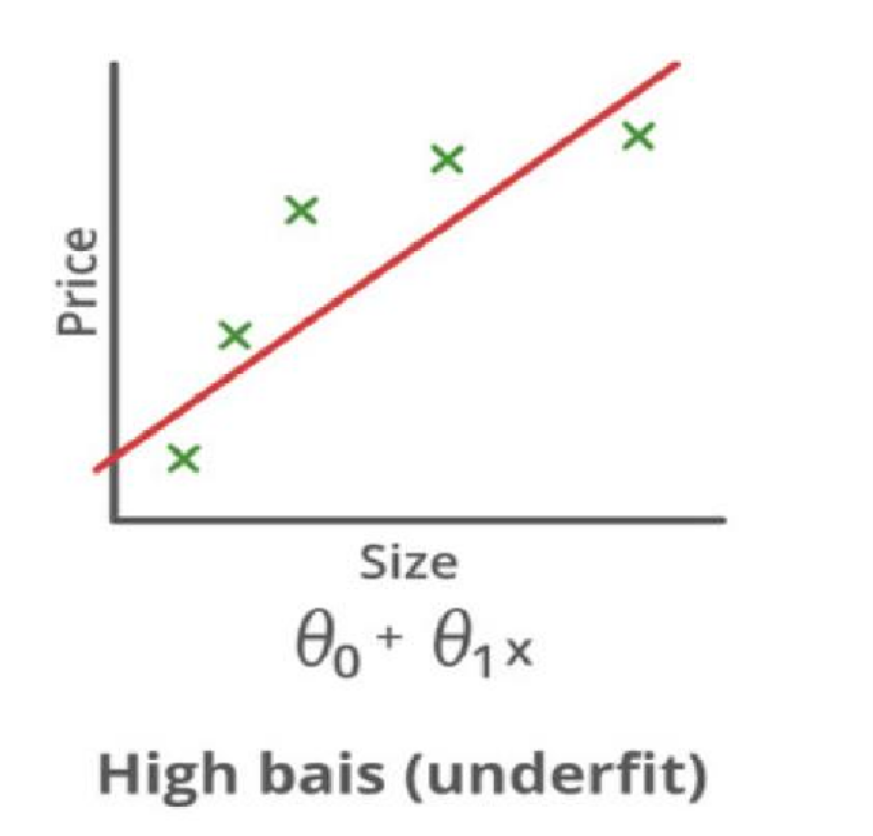 Price
Size
θ₀ + θ₁x
High bais (underfit)